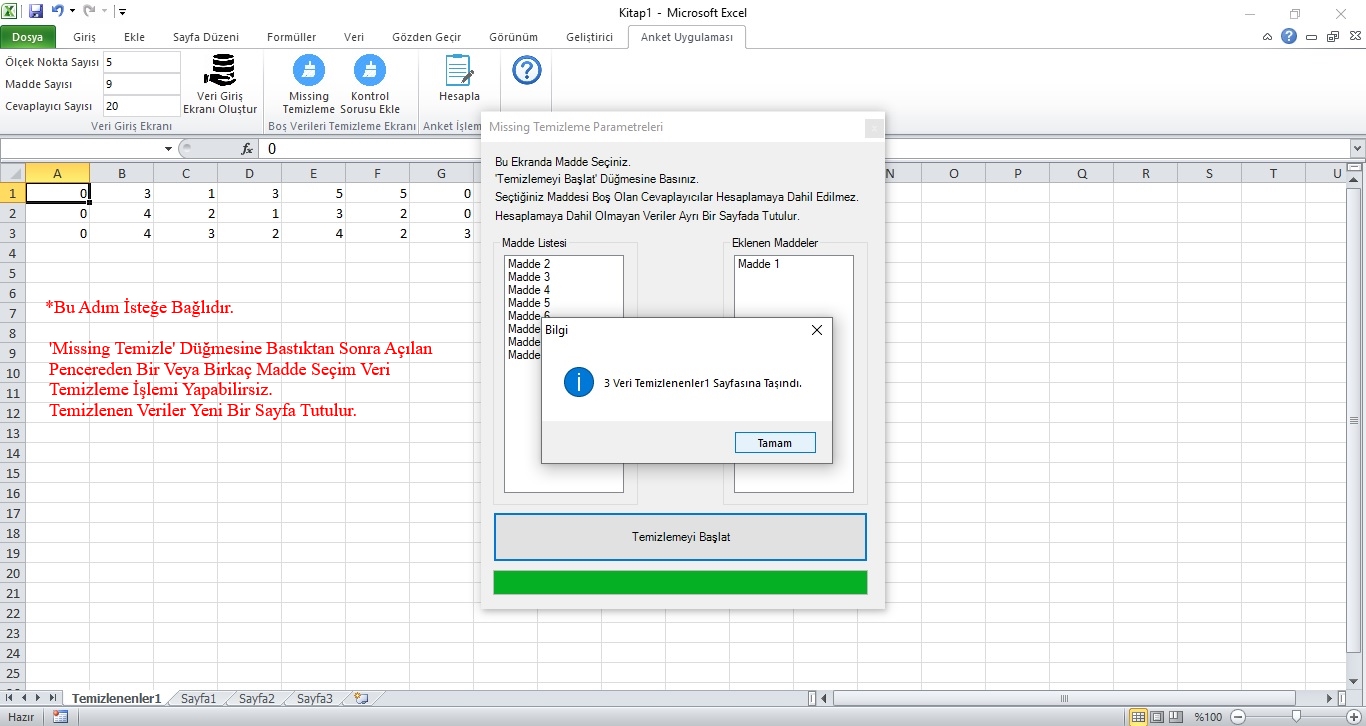 Kitap1 - Microsoft Excel
Dosya Giriş Ekle Sayfa Düzeni Formüller Veri Gözden Geçir Görünüm Geliştirici Anket Uygulaması
Ölçek Nokta Sayısı 5
Madde Sayısı 9
Cevaplayıcı Sayısı 20
Veri Giriş
Ekranı Oluştur
Missing
Temizleme
Kontrol
Sorusu Ekle
Hesapla
Veri Giriş Ekranı Boş Verileri Temizleme Ekranı Anket İşlem
fx 0
A B C D E F G N O P Q R S T U
1 0 3 1 3 5 5 0
2 0 4 2 1 3 2 0
3 0 4 3 2 4 2 3
4
5
6
7
8
9
10
11
12
13
14
15
16
17
18
19
20
21
22
23
24
25
*Bu Adım İsteğe Bağlıdır.
'Missing Temizle' Düğmesine Bastıktan Sonra Açılan
Pencereden Bir Veya Birkaç Madde Seçim Veri
Temizleme İşlemi Yapabilirsiz.
Temizlenen Veriler Yeni Bir Sayfa Tutulur.
Missing Temizleme Parametreleri
Bu Ekranda Madde Seçiniz.
'Temizlemeyi Başlat' Düğmesine Basınız.
Seçtiğiniz Maddesi Boş Olan Cevaplayıcılar Hesaplamaya Dahil Edilmez.
Hesaplamaya Dahil Olmayan Veriler Ayrı Bir Sayfada Tutulur.
Madde Listesi
Madde 2
Madde 3
Madde 4
Madde 5
Madde 6
Madde
Madde
Madde
Eklenen Maddeler
Madde 1
Bilgi
3 Veri Temizlenenler1 Sayfasına Taşındı.
Tamam
Temizlemeyi Başlat
Temizlenenler1 Sayfa1 Sayfa2 Sayfa3
Hazır %100